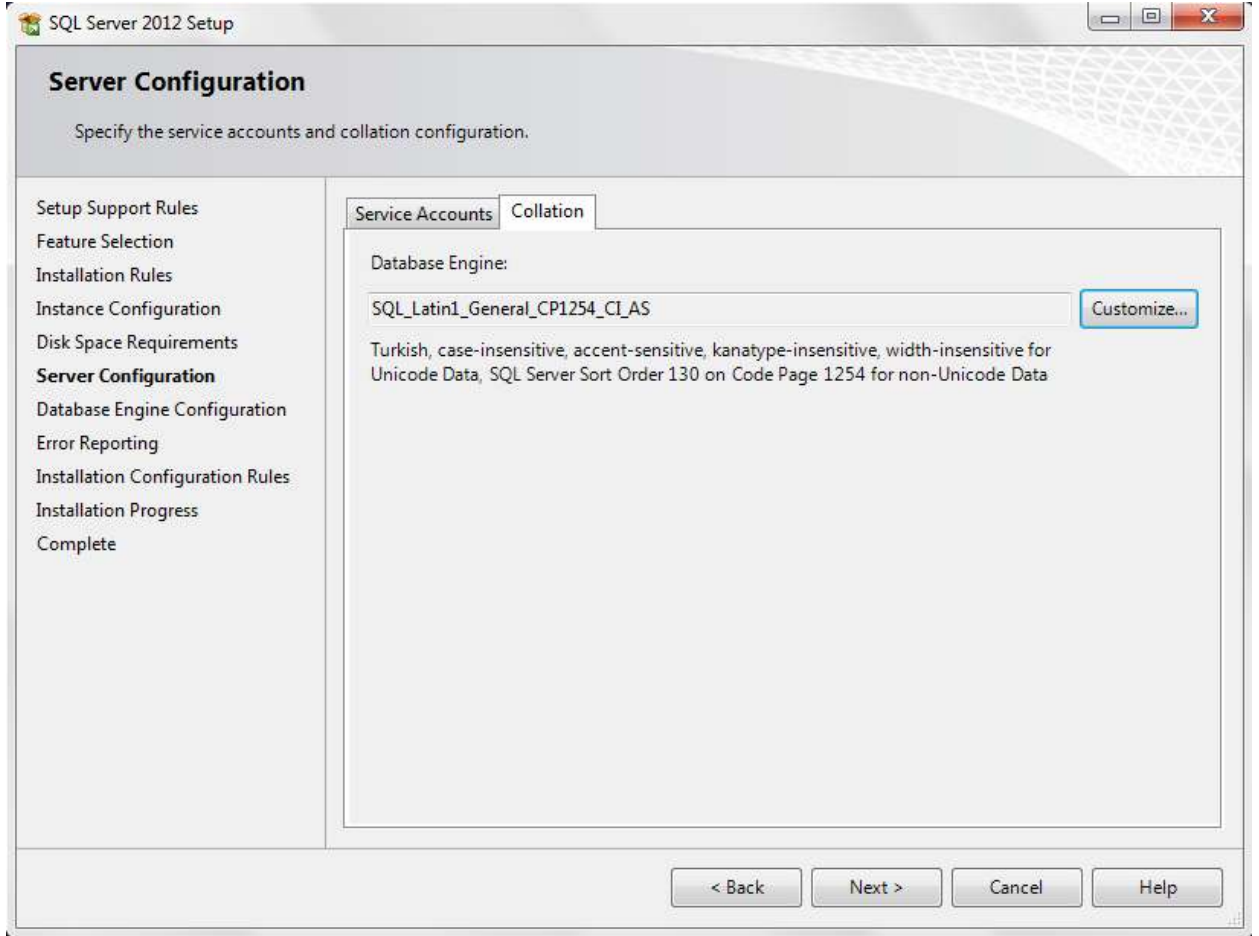 SQL Server 2012 Setup
Server Configuration
Specify the service accounts and collation configuration.
Setup Support Rules
Feature Selection
Installation Rules
Instance Configuration
Disk Space Requirements
Server Configuration
Database Engine Configuration
Error Reporting
Installation Configuration Rules
Installation Progress
Complete
Service Accounts
Collation
Database Engine:
SQL_Latin1_General_CP1254_CI_AS
Customize...
Turkish, case-insensitive, accent-sensitive, kanatype-insensitive, width-insensitive for
Unicode Data, SQL Server Sort Order 130 on Code Page 1254 for non-Unicode Data
< Back
Next >
Cancel
Help